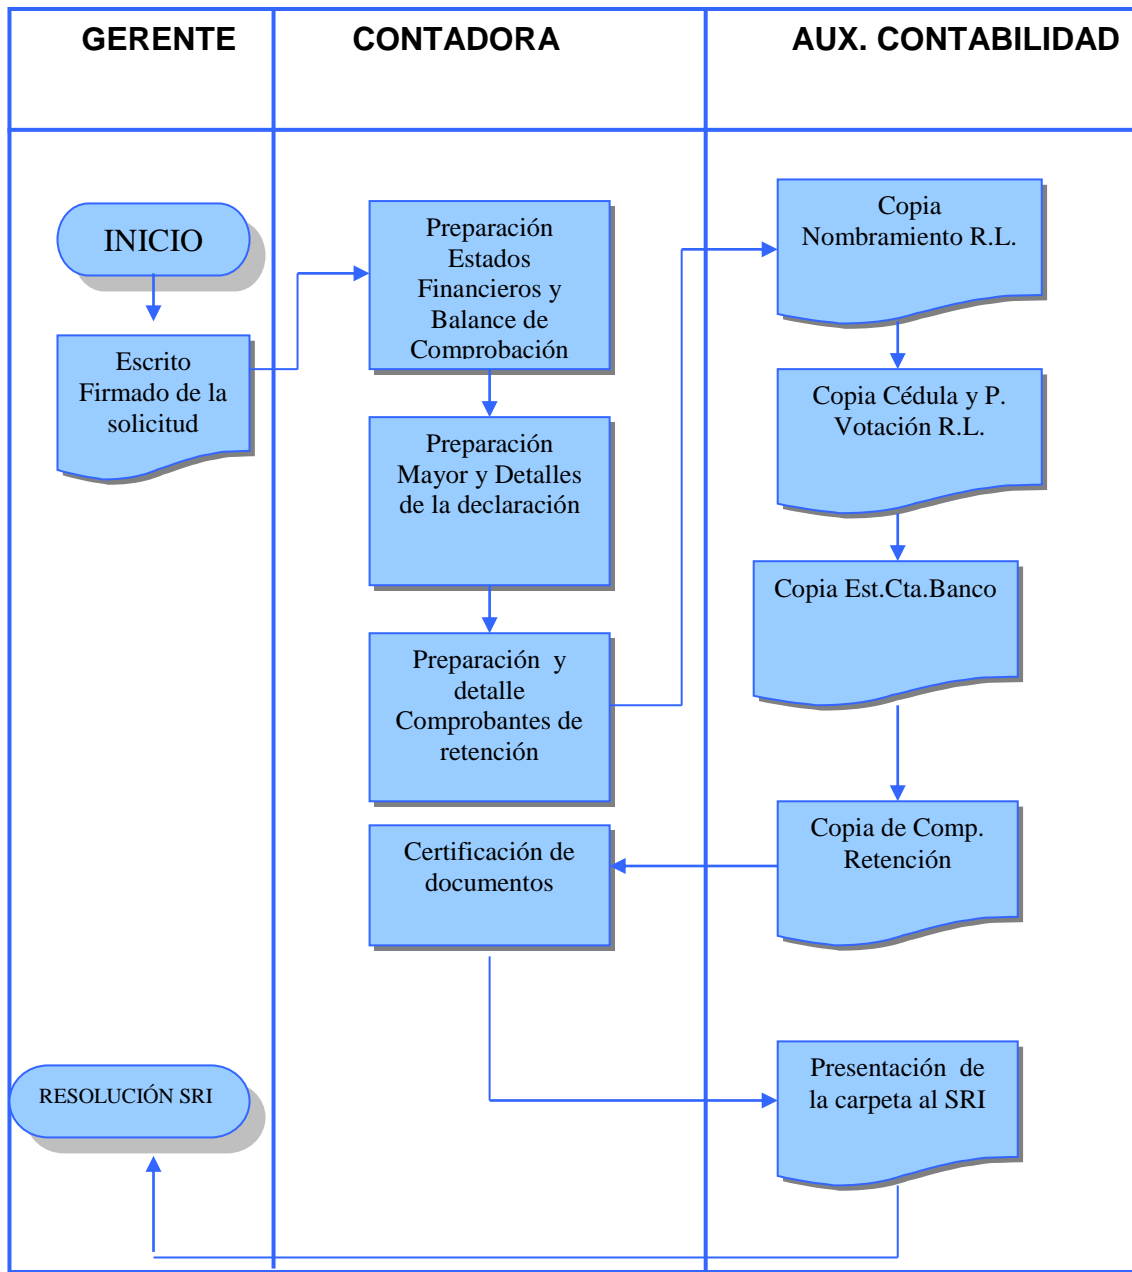 GERENTE
CONTADORA
AUX. CONTABILIDAD
INICIO
Escrito
Firmado de la
solicitud
Preparación
Estados
Financieros y
Balance de
Comprobación
Preparación
Mayor y Detalles
de la declaración
Preparación y
detalle
Comprobantes de
retención
Copia
Nombramiento R.L.
Copia Cédula y P.
Votación R.L.
Copia Est.Cta.Banco
Copia de Comp.
Retención
Certificación de
documentos
Presentación de
la carpeta al SRI
RESOLUCIÓN SRI